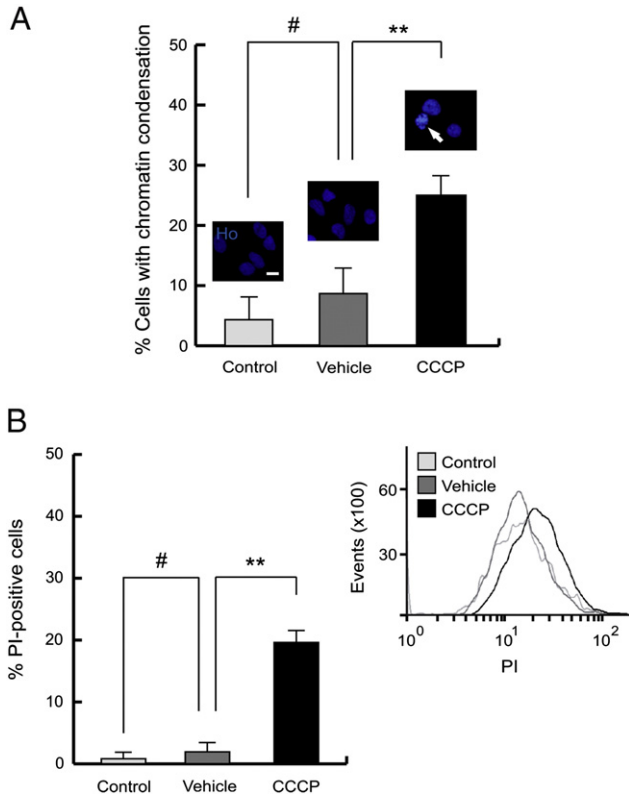 A
% Cells with chromatin condensation
50
40
30
20
10
0
#
**
Ho
Control
Vehicle
CCCP
B
% PI-positive cells
50
40
30
20
10
0
#
**
Control
Vehicle
CCCP
Control
Vehicle
CCCP
Events (x100)
60
30
10⁰
10¹
10²
PI